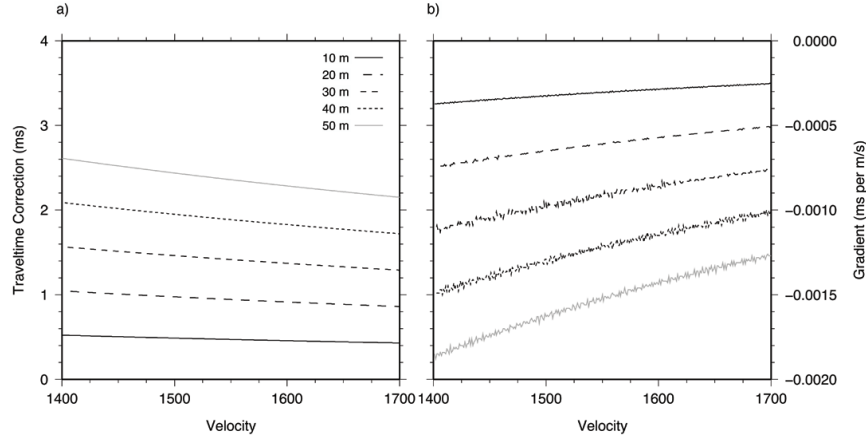 a)
4
3
2
1
0
Traveltime Correction (ms)
10 m
20 m
30 m
40 m
50 m
1400
1500
1600
1700
Velocity
b)
0.0000
−0.0005
−0.0010
−0.0015
−0.0020
Gradient (ms per m/s)
1400
1500
1600
1700
Velocity